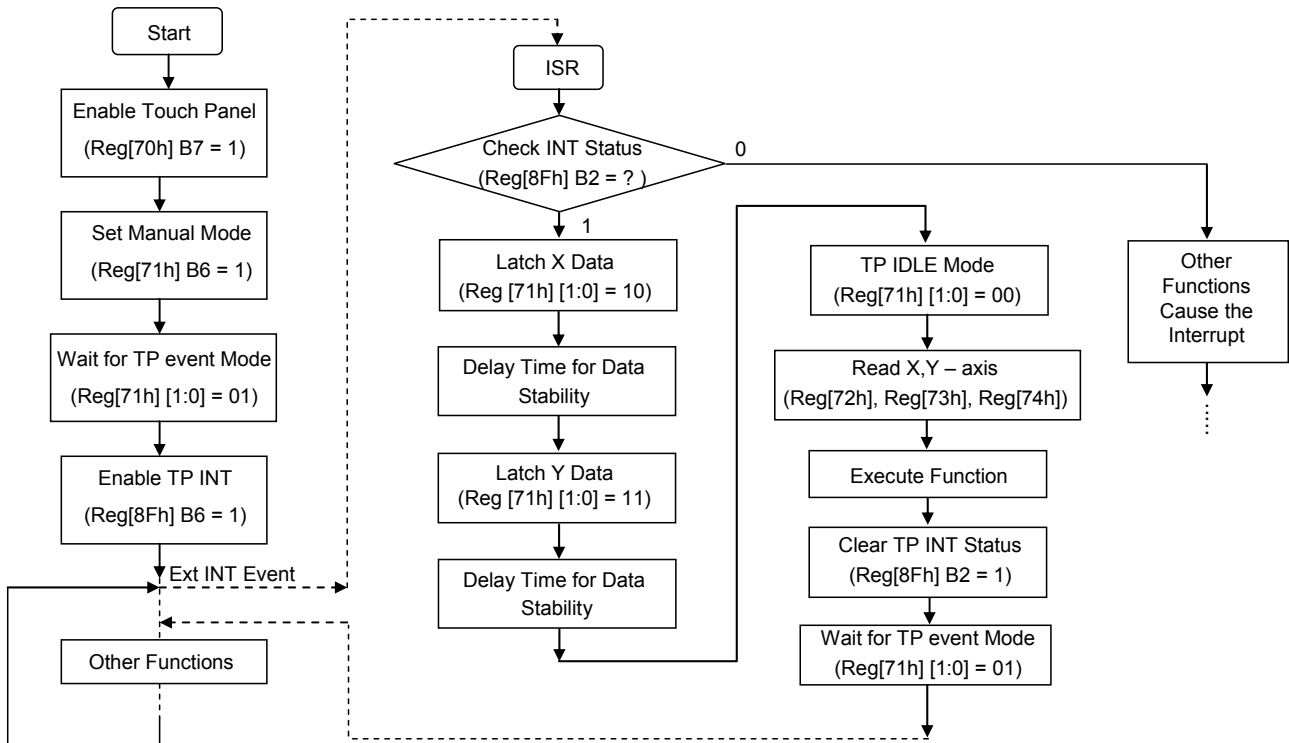 Start
Enable Touch Panel
(Reg[70h] B7 = 1)
Set Manual Mode
(Reg[71h] B6 = 1)
Wait for TP event Mode
(Reg[71h] [1:0] = 01)
Enable TP INT
(Reg[8Fh] B6 = 1)
Ext INT Event
Other Functions
ISR
Check INT Status
(Reg[8Fh] B2 = ? )
0
1
Latch X Data
(Reg [71h] [1:0] = 10)
Delay Time for Data
Stability
Latch Y Data
(Reg [71h] [1:0] = 11)
Delay Time for Data
Stability
TP IDLE Mode
(Reg[71h] [1:0] = 00)
Read X,Y – axis
(Reg[72h], Reg[73h], Reg[74h])
Execute Function
Clear TP INT Status
(Reg[8Fh] B2 = 1)
Wait for TP event Mode
(Reg[71h] [1:0] = 01)
Other
Functions
Cause the
Interrupt